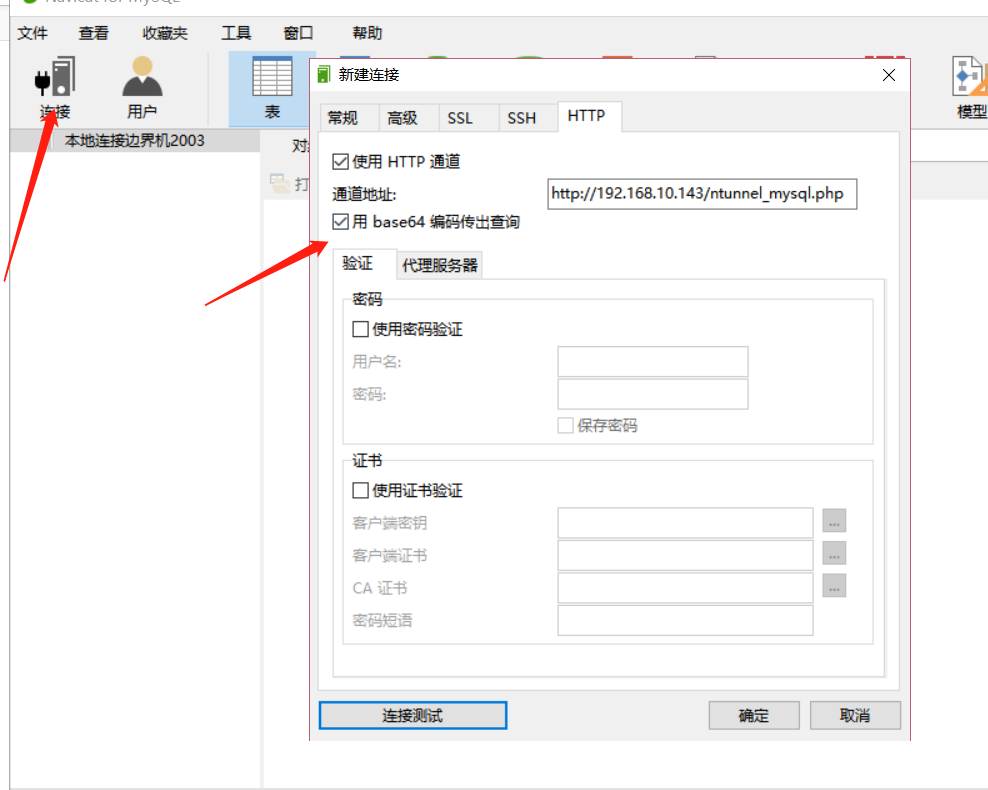 Navicat for MySQL
文件 查看 收藏夹 工具 窗口 帮助
连接 用户 表 模型
本地连接边界机2003
新建连接
常规 高级 SSL SSH HTTP
使用 HTTP 通道
通道地址: http://192.168.10.143/ntunnel_mysql.php
用 base64 编码传出查询
验证 代理服务器
密码
使用密码验证
用户名:
密码:
保存密码
证书
使用证书验证
客户端密钥 ...
客户端证书 ...
CA 证书 ...
密码短语
连接测试 确定 取消